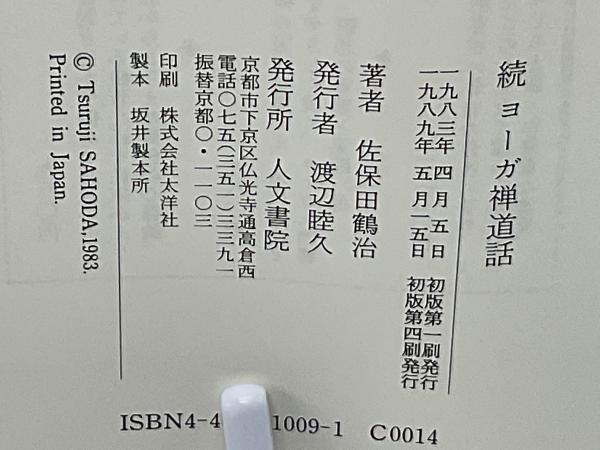 続 ヨーガ禅道話
一九八三年 四 月 五 日 初版第一刷発行
一九八九年 五 月一五日 初版第四刷発行
著者 佐保田鶴治
発行者 渡辺睦久
発行所 人文書院
京都市下京区仏光寺通高倉西
電話〇七五(三五一)三三九一
振替京都〇・一一〇三
印刷 株式会社太洋社
製本 坂井製本所
© Tsuruji SAHODA, 1983.
Printed in Japan.
ISBN4-4 1009-1 C0014